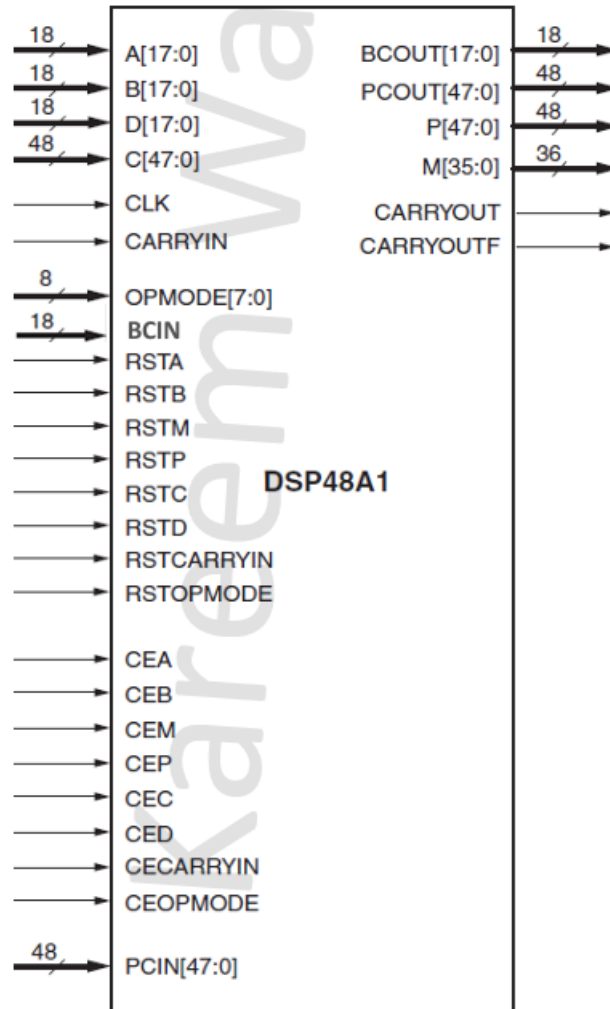 18 A[17:0] BCOUT[17:0] 18
18 B[17:0] PCOUT[47:0] 48
18 D[17:0] P[47:0] 48
48 C[47:0] M[35:0] 36
CLK CARRYOUT
CARRYIN CARRYOUTF
8 OPMODE[7:0]
18 BCIN
RSTA
RSTB
RSTM
RSTP
RSTC
DSP48A1
RSTD
RSTCARRYIN
RSTOPMODE
CEA
CEB
CEM
CEP
CEC
CED
CECARRYIN
CEOPMODE
48 PCIN[47:0]
Kareem Wa